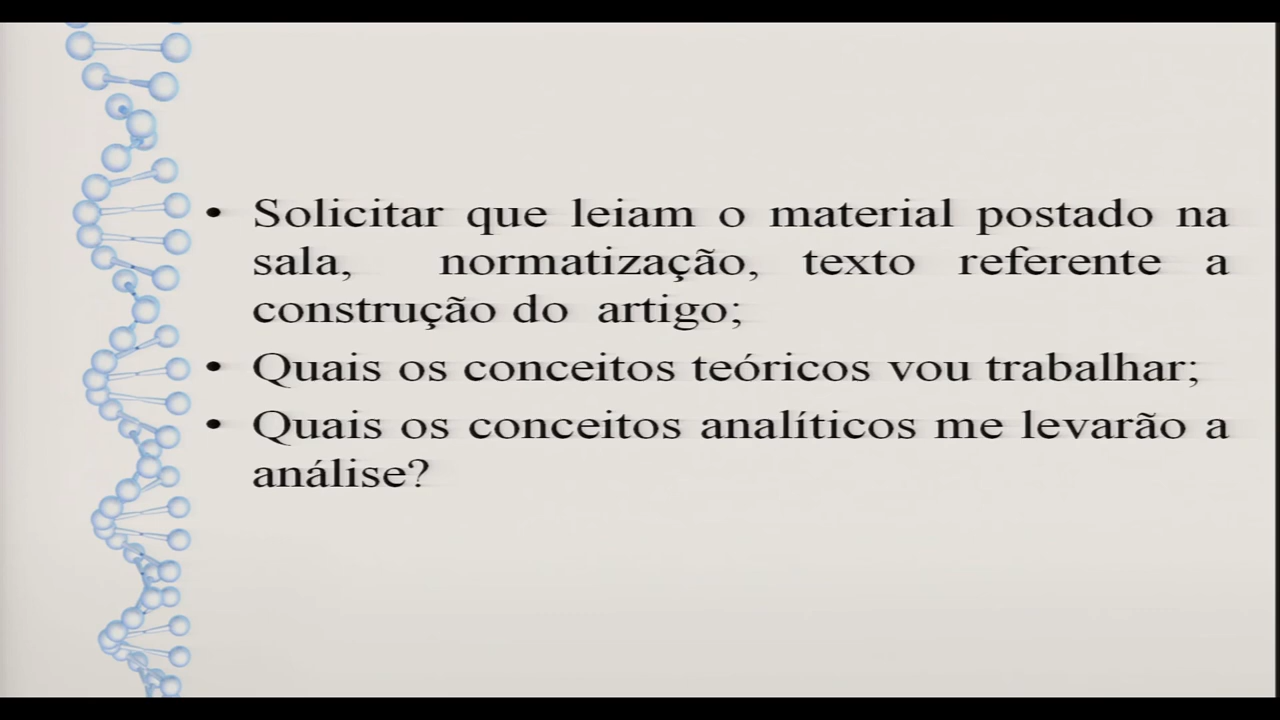 • Solicitar que leiam o material postado na
sala, normatização, texto referente a
construção do artigo;
• Quais os conceitos teóricos vou trabalhar;
• Quais os conceitos analíticos me levarão a
análise?